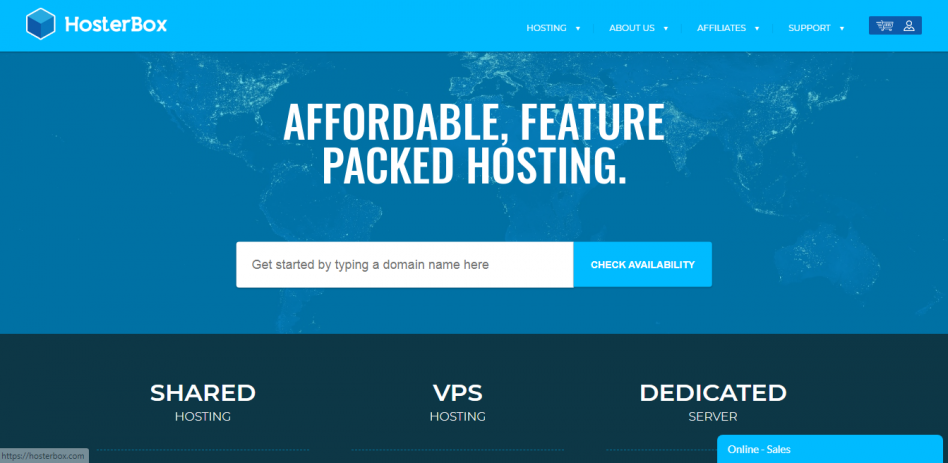 HosterBox
HOSTING ABOUT US AFFILIATES SUPPORT
AFFORDABLE, FEATURE
PACKED HOSTING.
Get started by typing a domain name here
CHECK AVAILABILITY
SHARED
HOSTING
VPS
HOSTING
DEDICATED
SERVER
https://hosterbox.com
Online - Sales